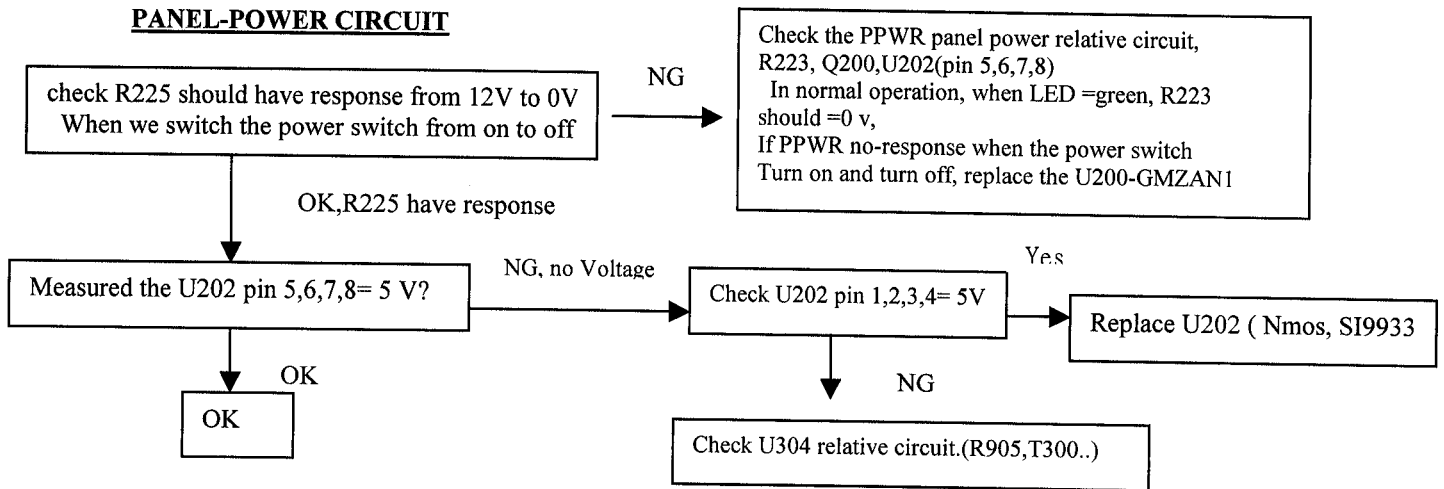 PANEL-POWER CIRCUIT
check R225 should have response from 12V to 0V
When we switch the power switch from on to off
NG
Check the PPWR panel power relative circuit,
R223, Q200,U202(pin 5,6,7,8)
In normal operation, when LED =green, R223
should =0 v,
If PPWR no-response when the power switch
Turn on and turn off, replace the U200-GMZAN1
OK,R225 have response
Measured the U202 pin 5,6,7,8= 5 V?
NG, no Voltage
Check U202 pin 1,2,3,4= 5V
Yes
Replace U202 ( Nmos, SI9933
OK
OK
NG
Check U304 relative circuit.(R905,T300..)